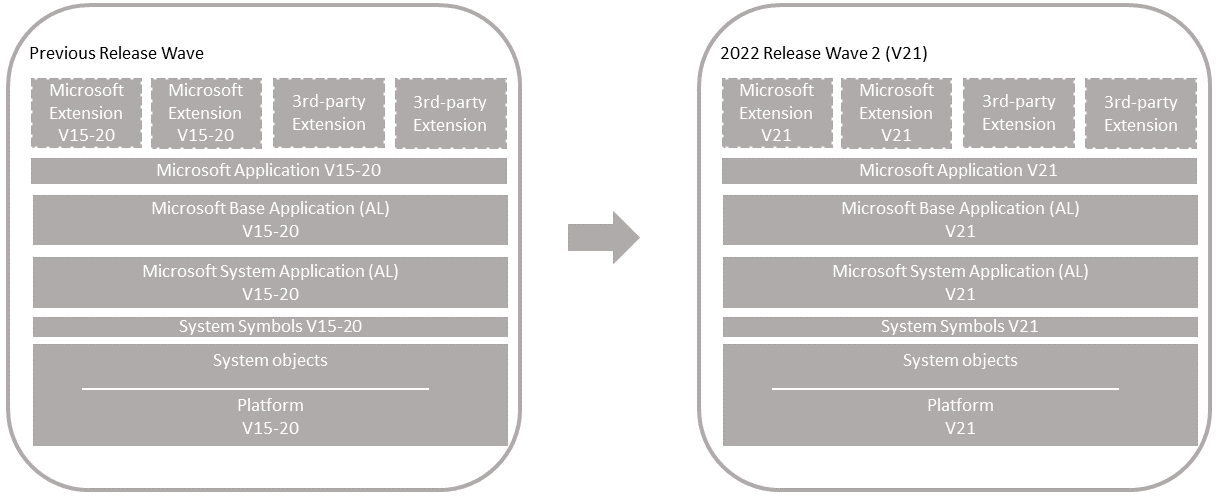 Previous Release Wave
Microsoft
Extension
V15-20
Microsoft
Extension
V15-20
3rd-party
Extension
3rd-party
Extension
Microsoft Application V15-20
Microsoft Base Application (AL)
V15-20
Microsoft System Application (AL)
V15-20
System Symbols V15-20
System objects
Platform
V15-20
2022 Release Wave 2 (V21)
Microsoft
Extension
V21
Microsoft
Extension
V21
3rd-party
Extension
3rd-party
Extension
Microsoft Application V21
Microsoft Base Application (AL)
V21
Microsoft System Application (AL)
V21
System Symbols V21
System objects
Platform
V21